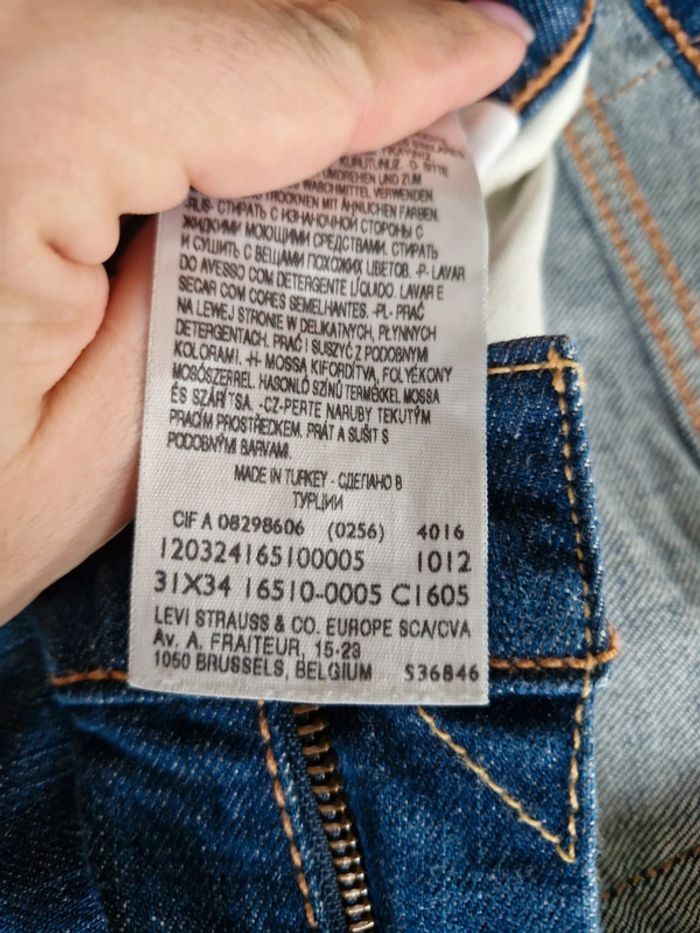 KURUTUNUZ. -D- BITTE
UMDREHEN UND ZUM
WASCHMITTEL VERWENDEN.
TROCKNEN MIT ÄHNLICHEN FARBEN.
-RUS- СТИРАТЬ С ИЗНАНОЧНОЙ СТОРОНЫ С
ЖИДКИМИ МОЮЩИМИ СРЕДСТВАМИ. СТИРАТЬ
И СУШИТЬ С ВЕЩАМИ ПОХОЖИХ ЦВЕТОВ. -P- LAVAR
DO AVESSO COM DETERGENTE LÍQUIDO. LAVAR E
SECAR COM CORES SEMELHANTES. -PL- PRAĆ
NA LEWEJ STRONIE W DELIKATNYCH, PŁYNNYCH
DETERGENTACH. PRAĆ I SUSZYĆ Z PODOBNYMI
KOLORAMI. -H- MOSSA KIFORDÍTVA, FOLYÉKONY
MOSÓSZERREL. HASONLÓ SZÍNŰ TERMÉKKEL MOSSA
ÉS SZÁRÍTSA. -CZ- PERTE NARUBY TEKUTÝM
PRACÍM PROSTŘEDKEM. PRÁT A SUŠIT S
PODOBNÝMI BARVAMI.
MADE IN TURKEY - СДЕЛАНО В
ТУРЦИИ
CIF A 08298606 (0256) 4016
120324165100005 1012
31X34 16510-0005 C1605
LEVI STRAUSS & CO. EUROPE SCA/CVA
Av. A. FRAITEUR, 15-23
1050 BRUSSELS, BELGIUM S36846